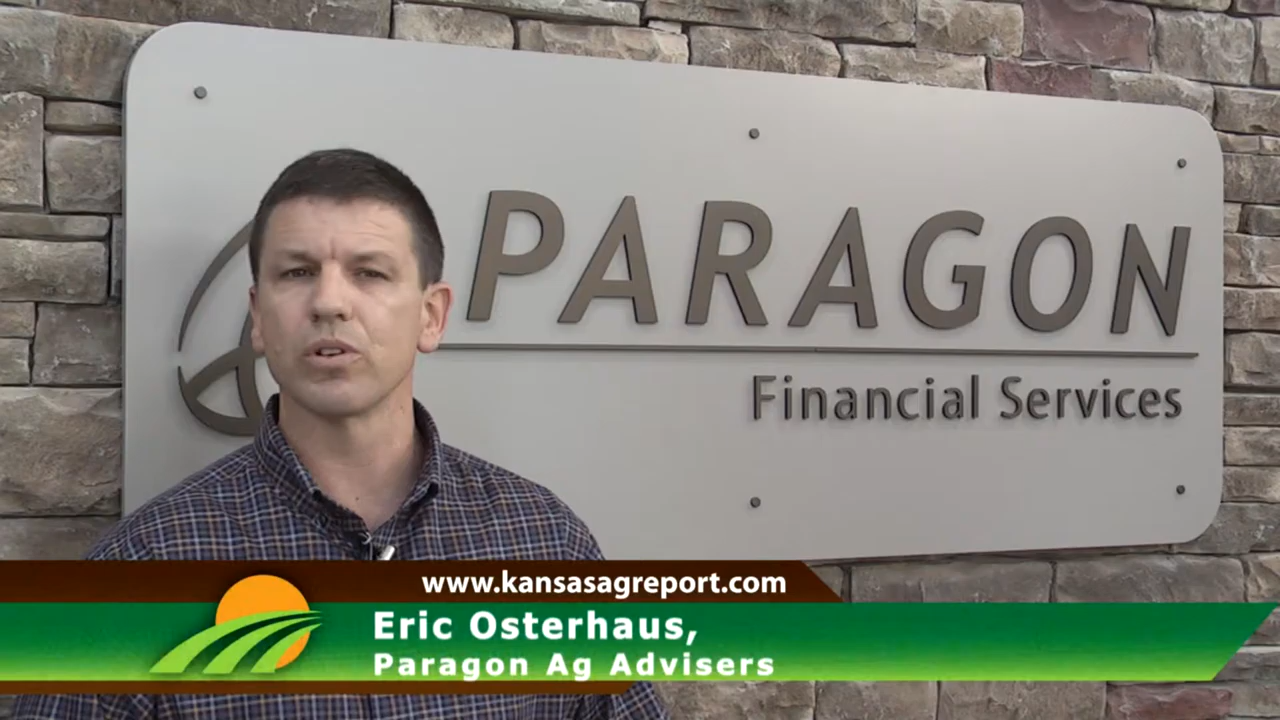 PARAGON
Financial Services
www.kansasagreport.com
Eric Osterhaus,
Paragon Ag Advisers